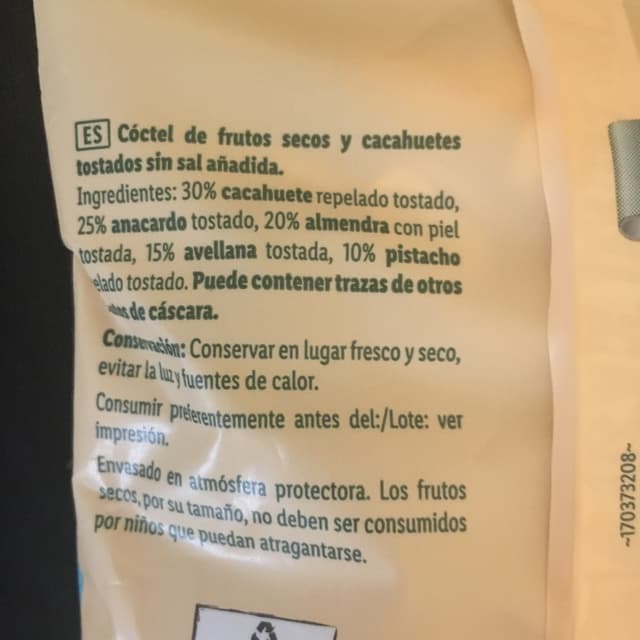 ES Cóctel de frutos secos y cacahuetes
tostados sin sal añadida.
Ingredientes: 30% cacahuete repelado tostado,
25% anacardo tostado, 20% almendra con piel
tostada, 15% avellana tostada, 10% pistacho
tostado. Puede contener trazas de otros
de cáscara.
Conservación: Conservar en lugar fresco y seco,
evitar la luz y fuentes de calor.
Consumir preferentemente antes del:/Lote: ver
impresión.
Envasado en atmósfera protectora. Los frutos
secos, por su tamaño, no deben ser consumidos
por niños que puedan atragantarse.
~170373208~